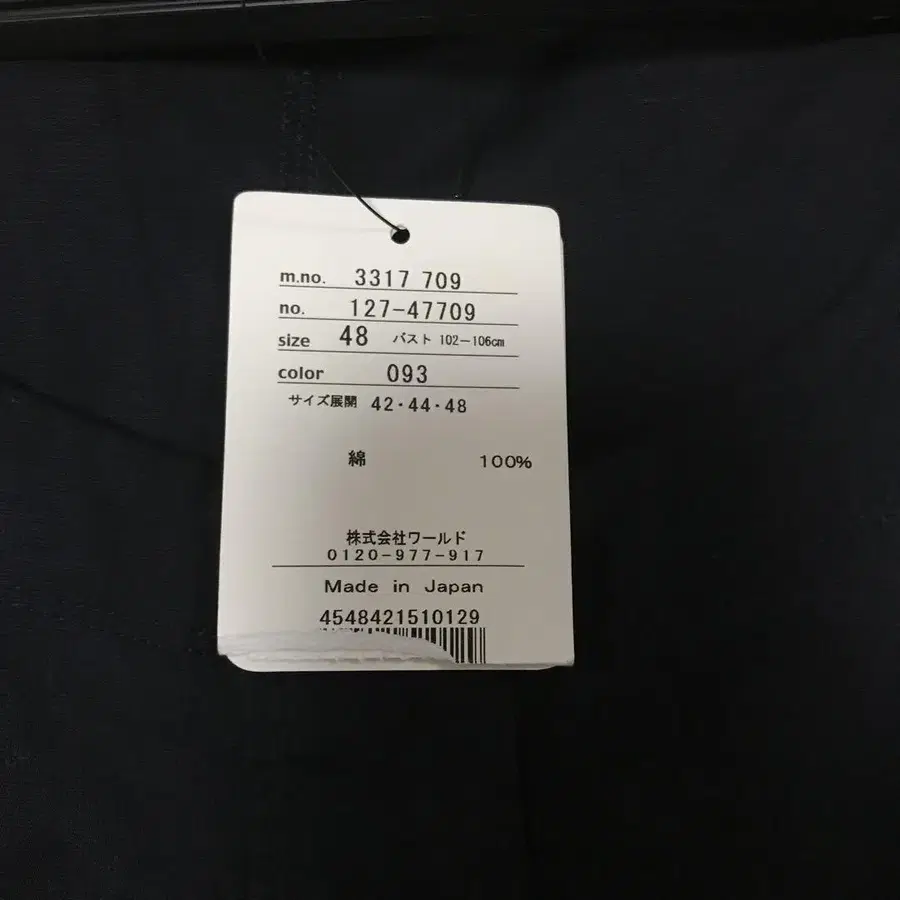 m.no. 3317 709
no. 127-47709
size 48 バスト 102-106cm
color 093
サイズ展開 42・44・48
綿 100%
株式会社ワールド
0120-977-917
Made in Japan
4548421510129